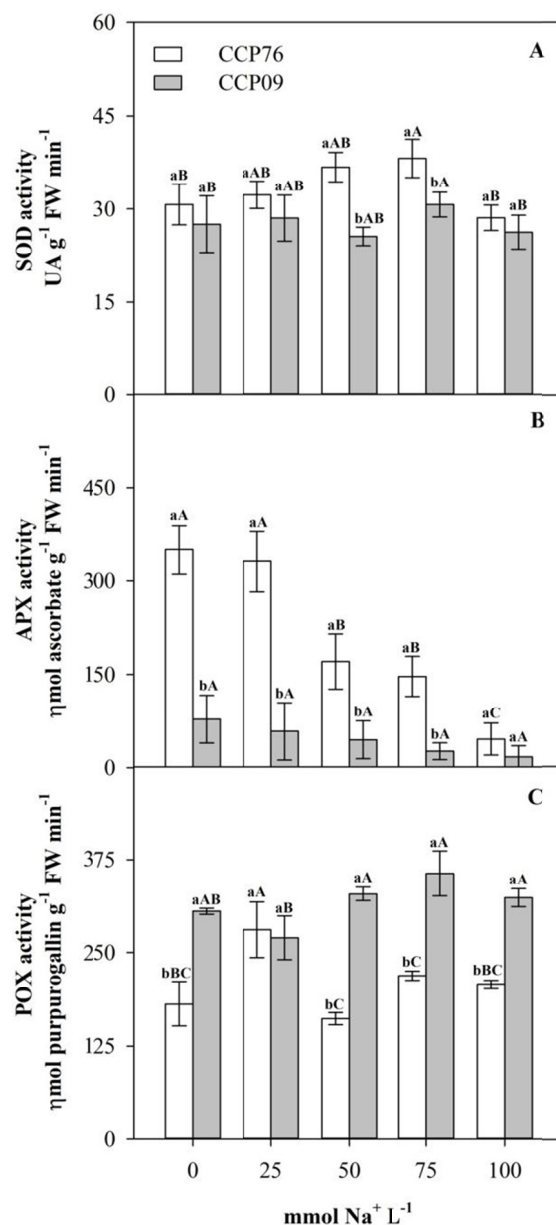 60
A
CCP76
CCP09
45
30
15
0
SOD activity
UA g⁻¹ FW min⁻¹
aB aB aAB aAB aAB bAB aA bA aB aB
B
450
300
150
0
APX activity
ηmol ascorbate g⁻¹ FW min⁻¹
aA bA aA bA aB bA aB bA aC aA
C
375
250
125
0
POX activity
ηmol purpurogallin g⁻¹ FW min⁻¹
bBC aAB aA aB bC aA bC aA bBC aA
0 25 50 75 100
mmol Na⁺ L⁻¹